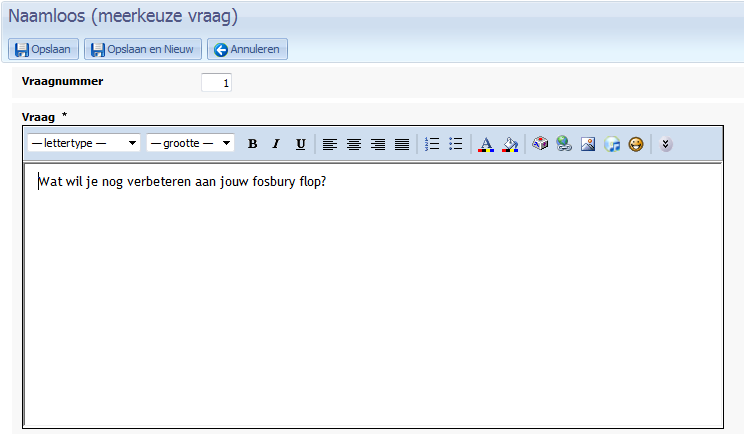 Naamloos (meerkeuze vraag)
Opslaan Opslaan en Nieuw Annuleren
Vraagnummer 1
Vraag *
— lettertype — — grootte — B I U
Wat wil je nog verbeteren aan jouw fosbury flop?